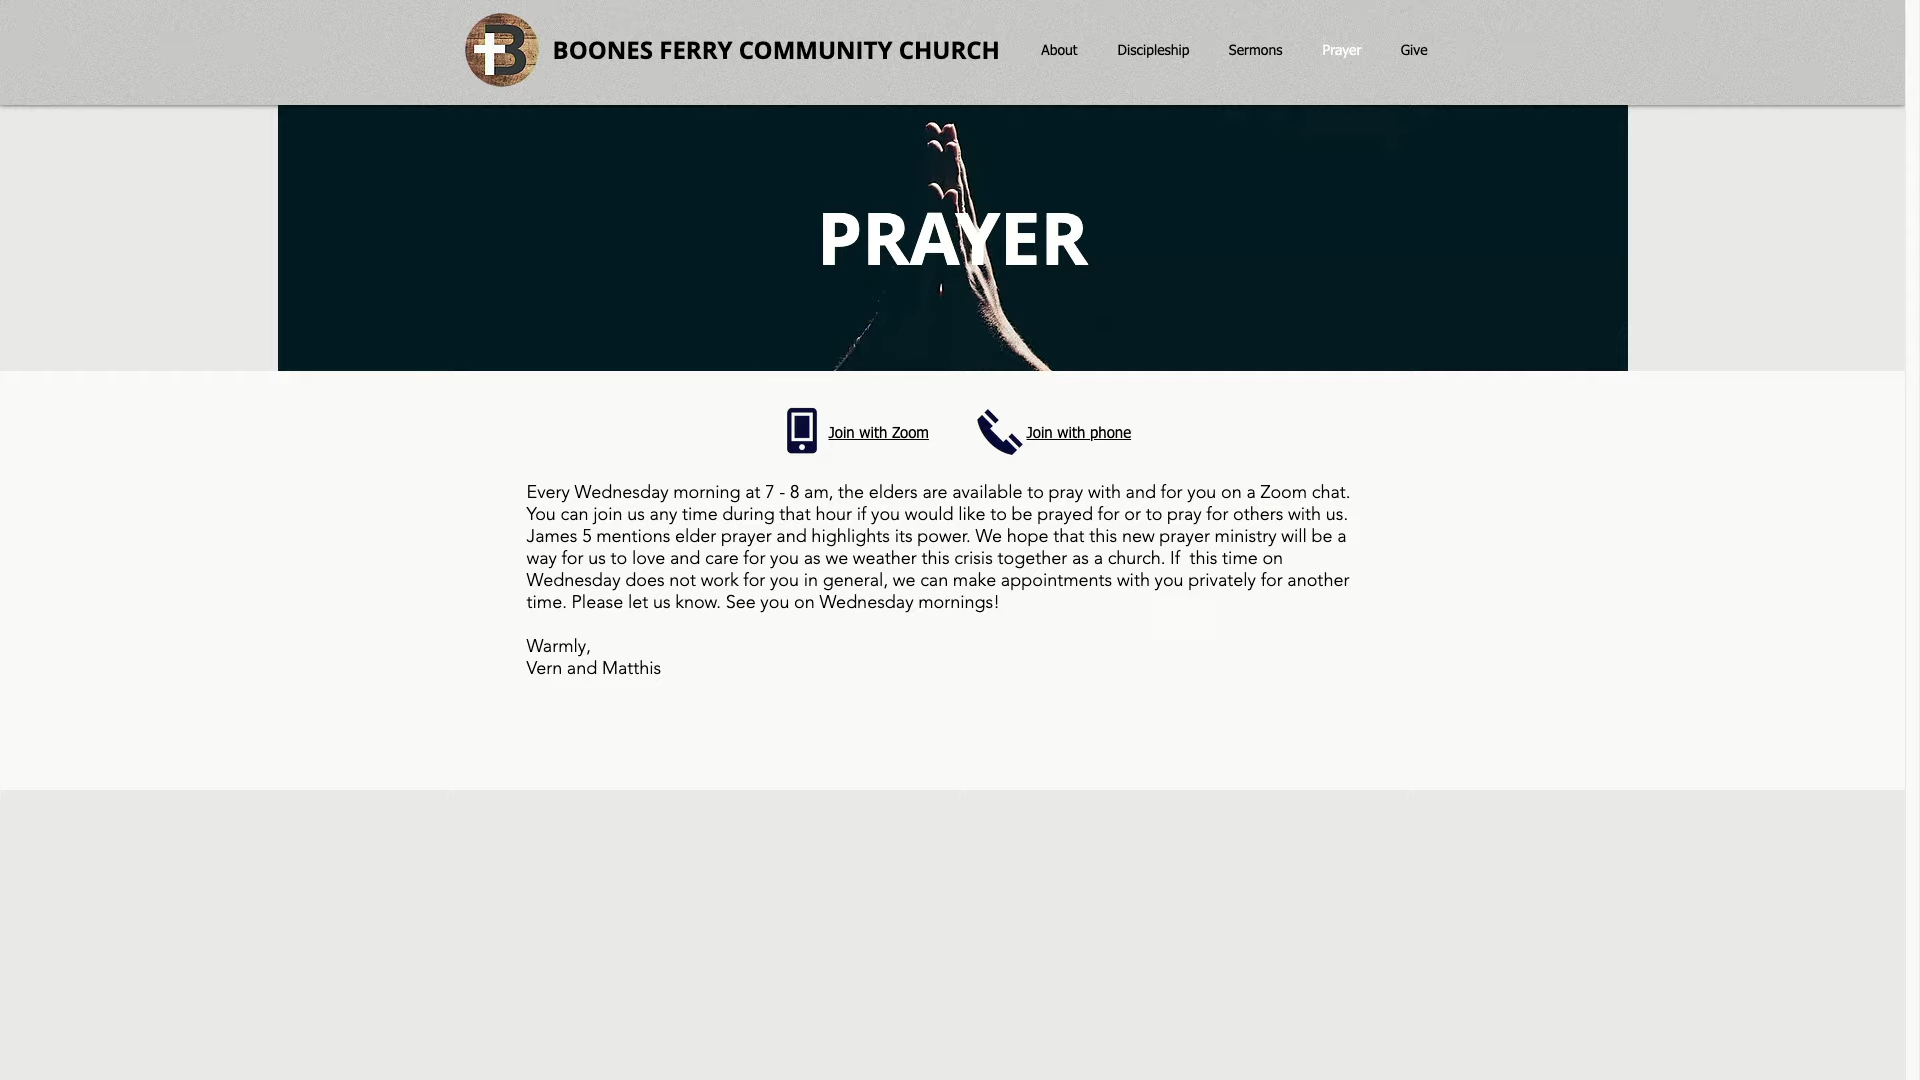 B
BOONES FERRY COMMUNITY CHURCH
About
Discipleship
Sermons
Prayer
Give
PRAYER
Join with Zoom
Join with phone
Every Wednesday morning at 7 - 8 am, the elders are available to pray with and for you on a Zoom chat.
You can join us any time during that hour if you would like to be prayed for or to pray for others with us.
James 5 mentions elder prayer and highlights its power. We hope that this new prayer ministry will be a
way for us to love and care for you as we weather this crisis together as a church. If  this time on
Wednesday does not work for you in general, we can make appointments with you privately for another
time. Please let us know. See you on Wednesday mornings!
Warmly,
Vern and Matthis